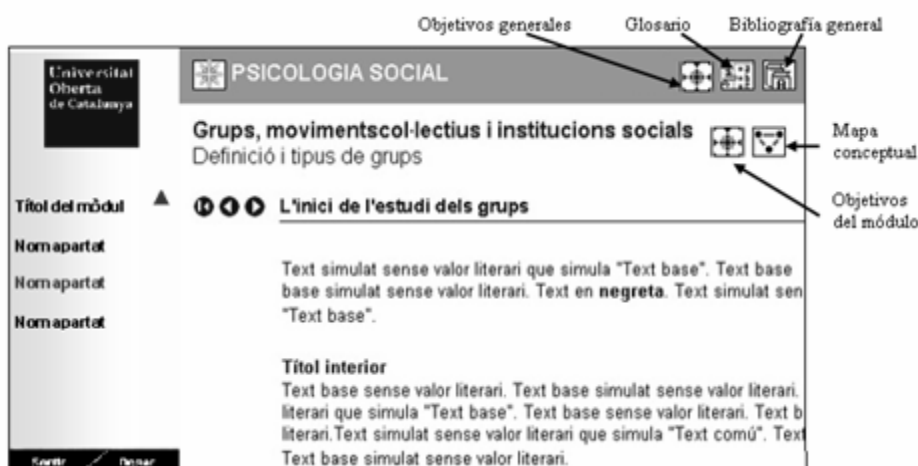 Objetivos generales Glosario Bibliografía general
Universitat
Oberta
de Catalunya
PSICOLOGIA SOCIAL
Grups, movimentscol·lectius i institucions socials
Definició i tipus de grups
Mapa
conceptual
Objetivos
del módulo
Títol del mòdul
L'inici de l'estudi dels grups
Nom apartat
Nom apartat
Nom apartat
Text simulat sense valor literari que simula "Text base". Text base
base simulat sense valor literari. Text en negreta. Text simulat sen
"Text base".
Títol interior
Text base sense valor literari. Text base simulat sense valor literari.
literari que simula "Text base". Text base sense valor literari. Text b
literari.Text simulat sense valor literari que simula "Text comú". Text
Text base simulat sense valor literari.
Sortir